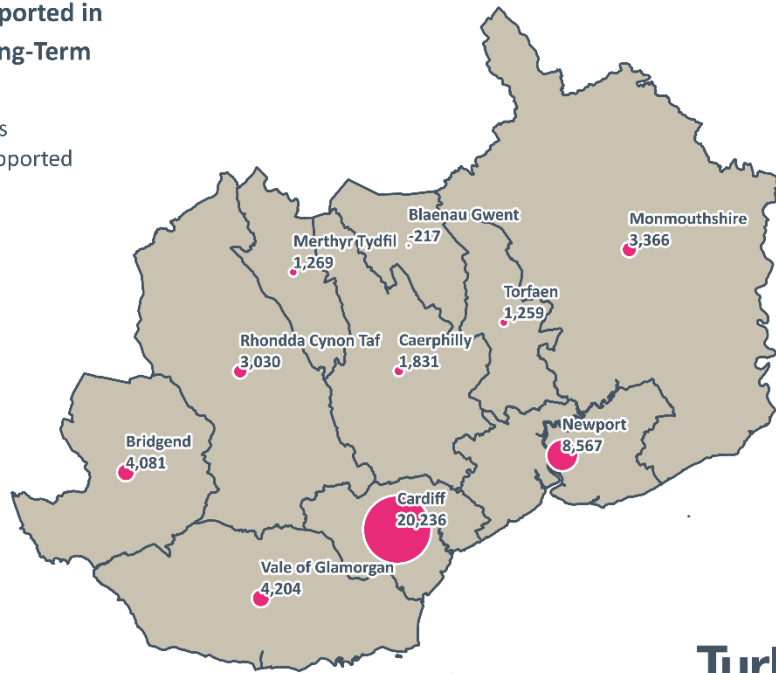 ported in
ng-Term
s
pported
Blaenau Gwent
-217
Monmouthshire
3,366
Merthyr Tydfil
1,269
Torfaen
1,259
Rhondda Cynon Taf
3,030
Caerphilly
1,831
Newport
8,567
Bridgend
4,081
Cardiff
20,236
Vale of Glamorgan
4,204